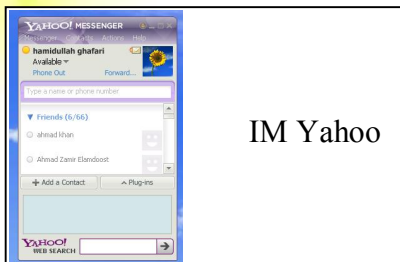 YAHOO! MESSENGER
Messenger Contacts Actions Help
hamidullah ghafari
Available
Phone Out Forward...
Type a name or phone number
Friends (6/66)
ahmad khan
Ahmad Zamir Elamdoost
+ Add a Contact Plug-ins
YAHOO!
WEB SEARCH
IM Yahoo